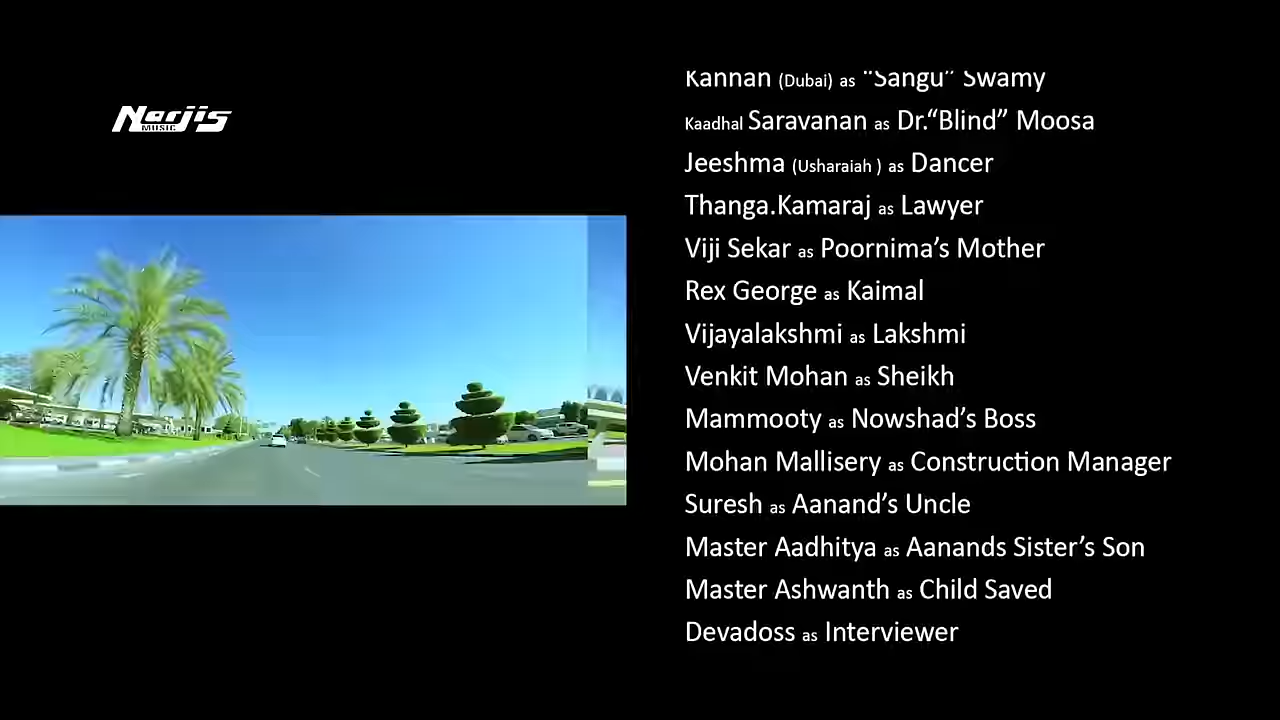 Narjis
MUSIC
Kannan (Dubai) as "Sangu" Swamy
Kaadhal Saravanan as Dr.“Blind” Moosa
Jeeshma (Usharaiah ) as Dancer
Thanga.Kamaraj as Lawyer
Viji Sekar as Poornima’s Mother
Rex George as Kaimal
Vijayalakshmi as Lakshmi
Venkit Mohan as Sheikh
Mammooty as Nowshad’s Boss
Mohan Mallisery as Construction Manager
Suresh as Aanand’s Uncle
Master Aadhitya as Aanands Sister’s Son
Master Ashwanth as Child Saved
Devadoss as Interviewer